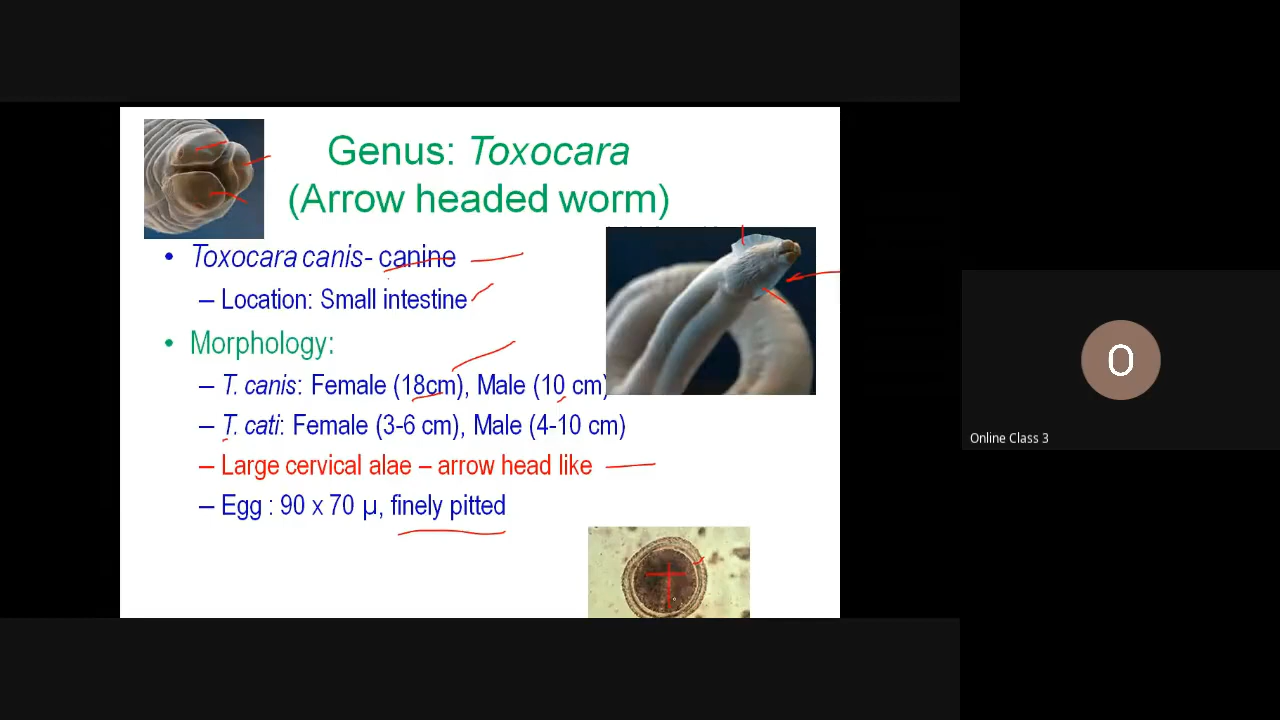 Genus: Toxocara
(Arrow headed worm)
• Toxocara canis- canine
– Location: Small intestine
• Morphology:
– T. canis: Female (18cm), Male (10 cm)
– T. cati: Female (3-6 cm), Male (4-10 cm)
– Large cervical alae – arrow head like
– Egg : 90 x 70 µ, finely pitted
O
Online Class 3